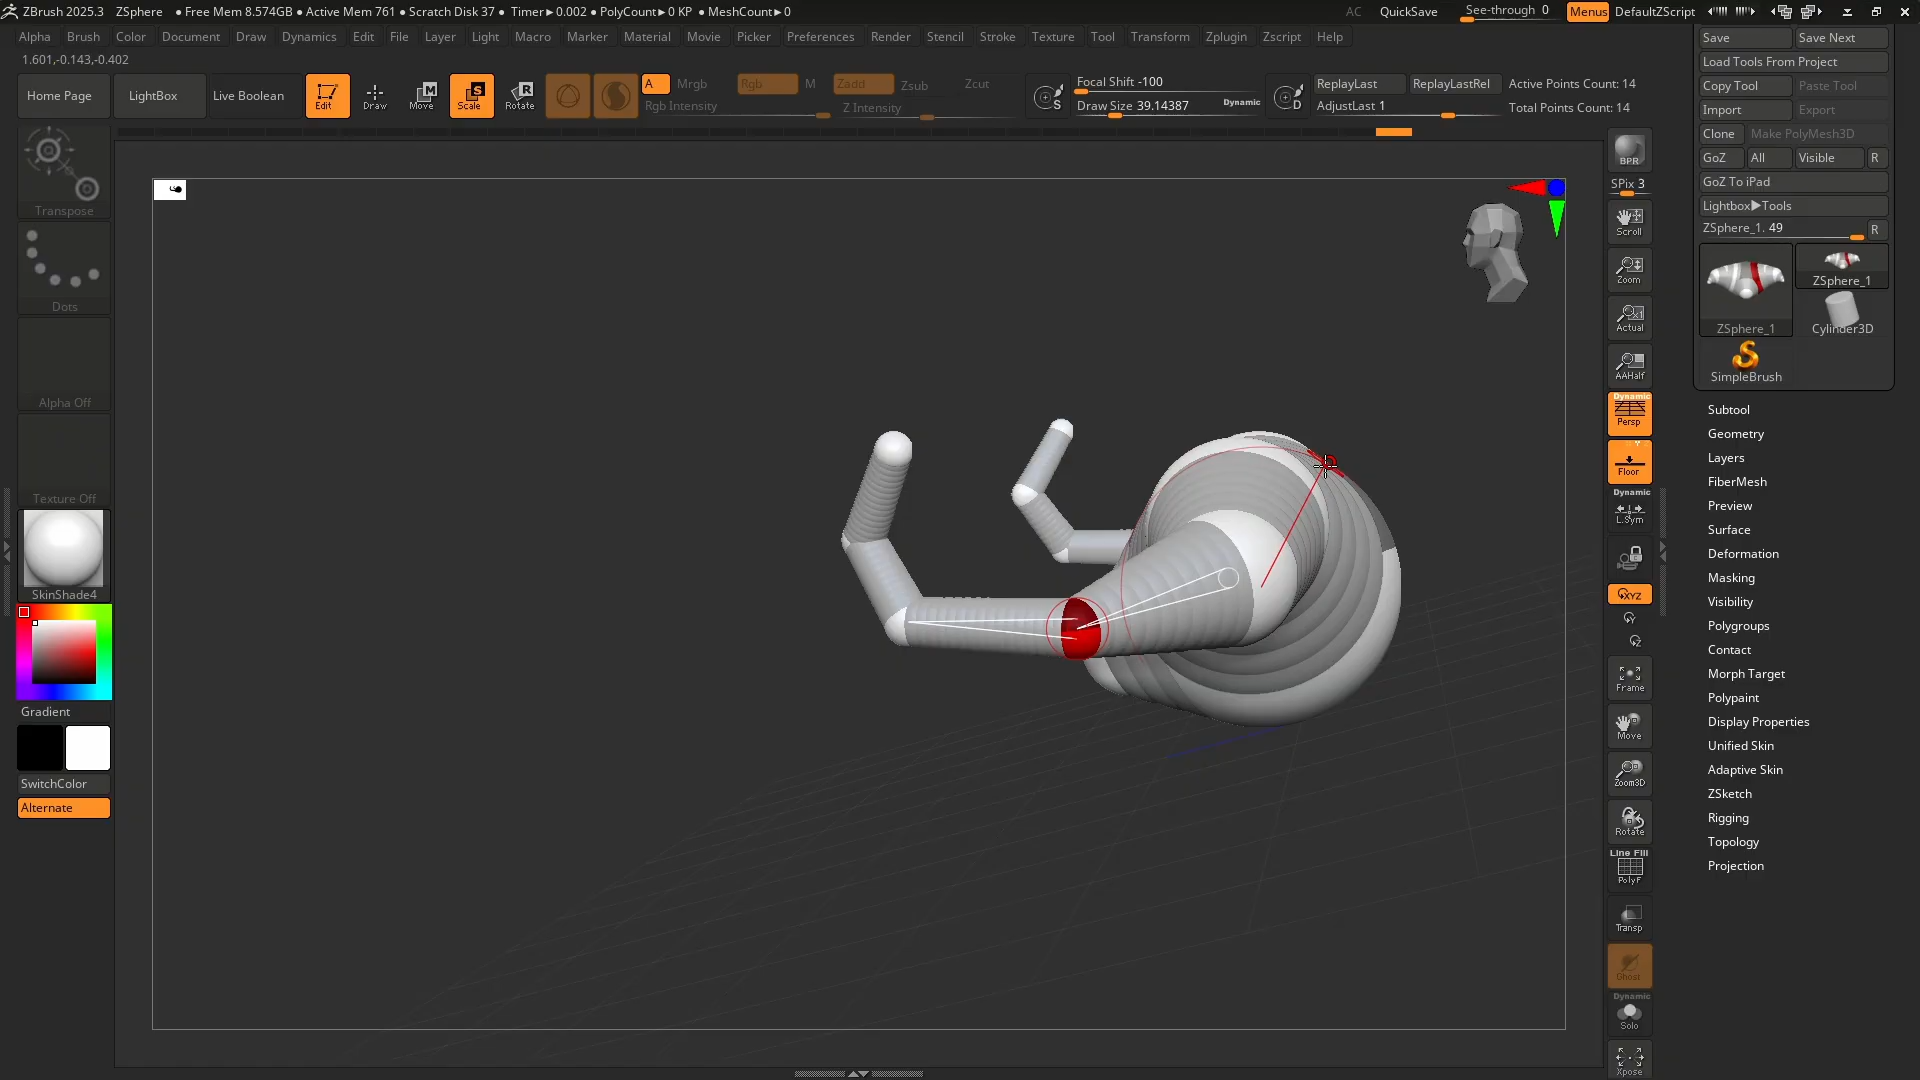 ZBrush 2025.3 ZSphere ● Free Mem 8.574GB ● Active Mem 761 ● Scratch Disk 37 ● Timer►0.002 ● PolyCount►0 KP ● MeshCount►0 AC QuickSave See-through 0 Menus DefaultZScript
Alpha Brush Color Document Draw Dynamics Edit File Layer Light Macro Marker Material Movie Picker Preferences Render Stencil Stroke Texture Tool Transform Zplugin Zscript Help
1.601,-0.143,-0.402
Home Page LightBox Live Boolean Edit Draw Move Scale Rotate
M S R
A Mrgb Rgb M Zadd Zsub Zcut
Rgb Intensity Z Intensity
S Focal Shift -100
Draw Size 39.14387 Dynamic
D ReplayLast ReplayLastRel Active Points Count: 14
AdjustLast 1 Total Points Count: 14
Transpose
Dots
Alpha Off
Texture Off
SkinShade4
Gradient
SwitchColor
Alternate
BPR
SPix 3
Scroll
Zoom
Actual
AAHalf
Dynamic
Persp
Floor
Dynamic
L.Sym
XYZ
Y
Z
Frame
Move
Zoom3D
Rotate
Line Fill
PolyF
Transp
Ghost
Dynamic
Solo
Xpose
Save Save Next
Load Tools From Project
Copy Tool Paste Tool
Import Export
Clone Make PolyMesh3D
GoZ All Visible R
GoZ To iPad
Lightbox►Tools
ZSphere_1. 49 R
ZSphere_1
ZSphere_1 Cylinder3D
SimpleBrush
Subtool
Geometry
Layers
FiberMesh
Preview
Surface
Deformation
Masking
Visibility
Polygroups
Contact
Morph Target
Polypaint
Display Properties
Unified Skin
Adaptive Skin
ZSketch
Rigging
Topology
Projection